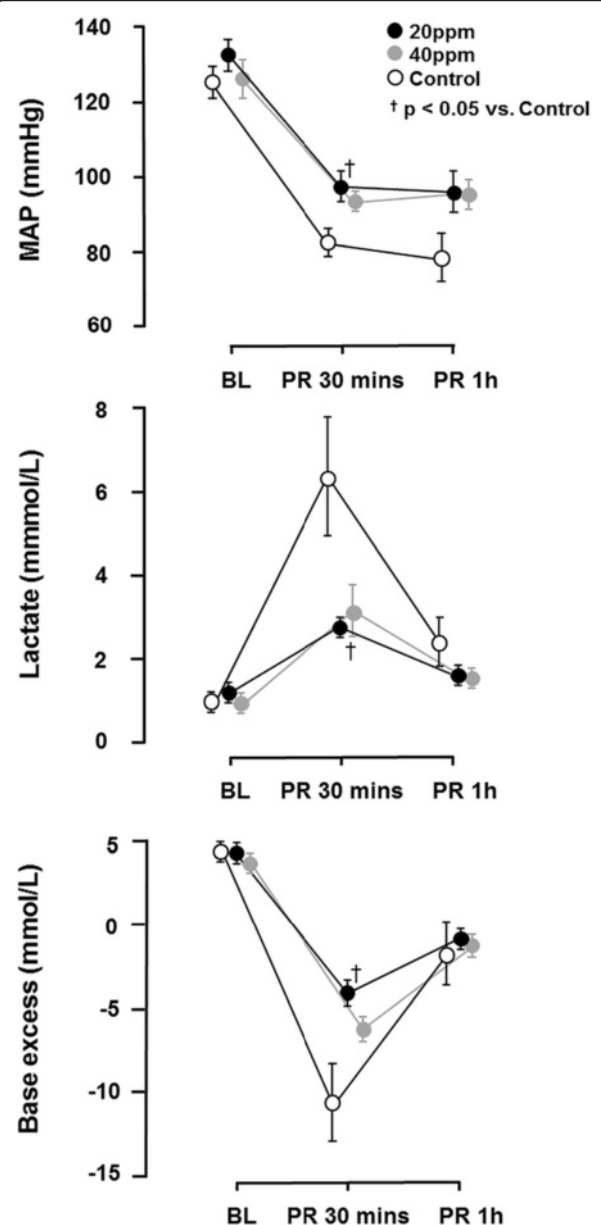 140
120
100
80
60
MAP (mmHg)
20ppm
40ppm
Control
† p < 0.05 vs. Control
†
BL PR 30 mins PR 1h
8
6
4
2
0
Lactate (mmmol/L)
†
BL PR 30 mins PR 1h
5
0
-5
-10
-15
Base excess (mmol/L)
†
BL PR 30 mins PR 1h